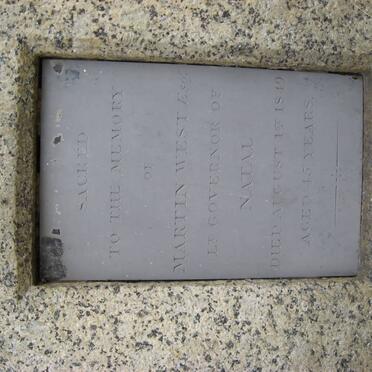 SACRED
TO THE MEMORY
OF
MARTIN WEST Esq.
LT GOVERNOR OF
NATAL
DIED AUGUST 1ST 1849
AGED 45 YEARS.